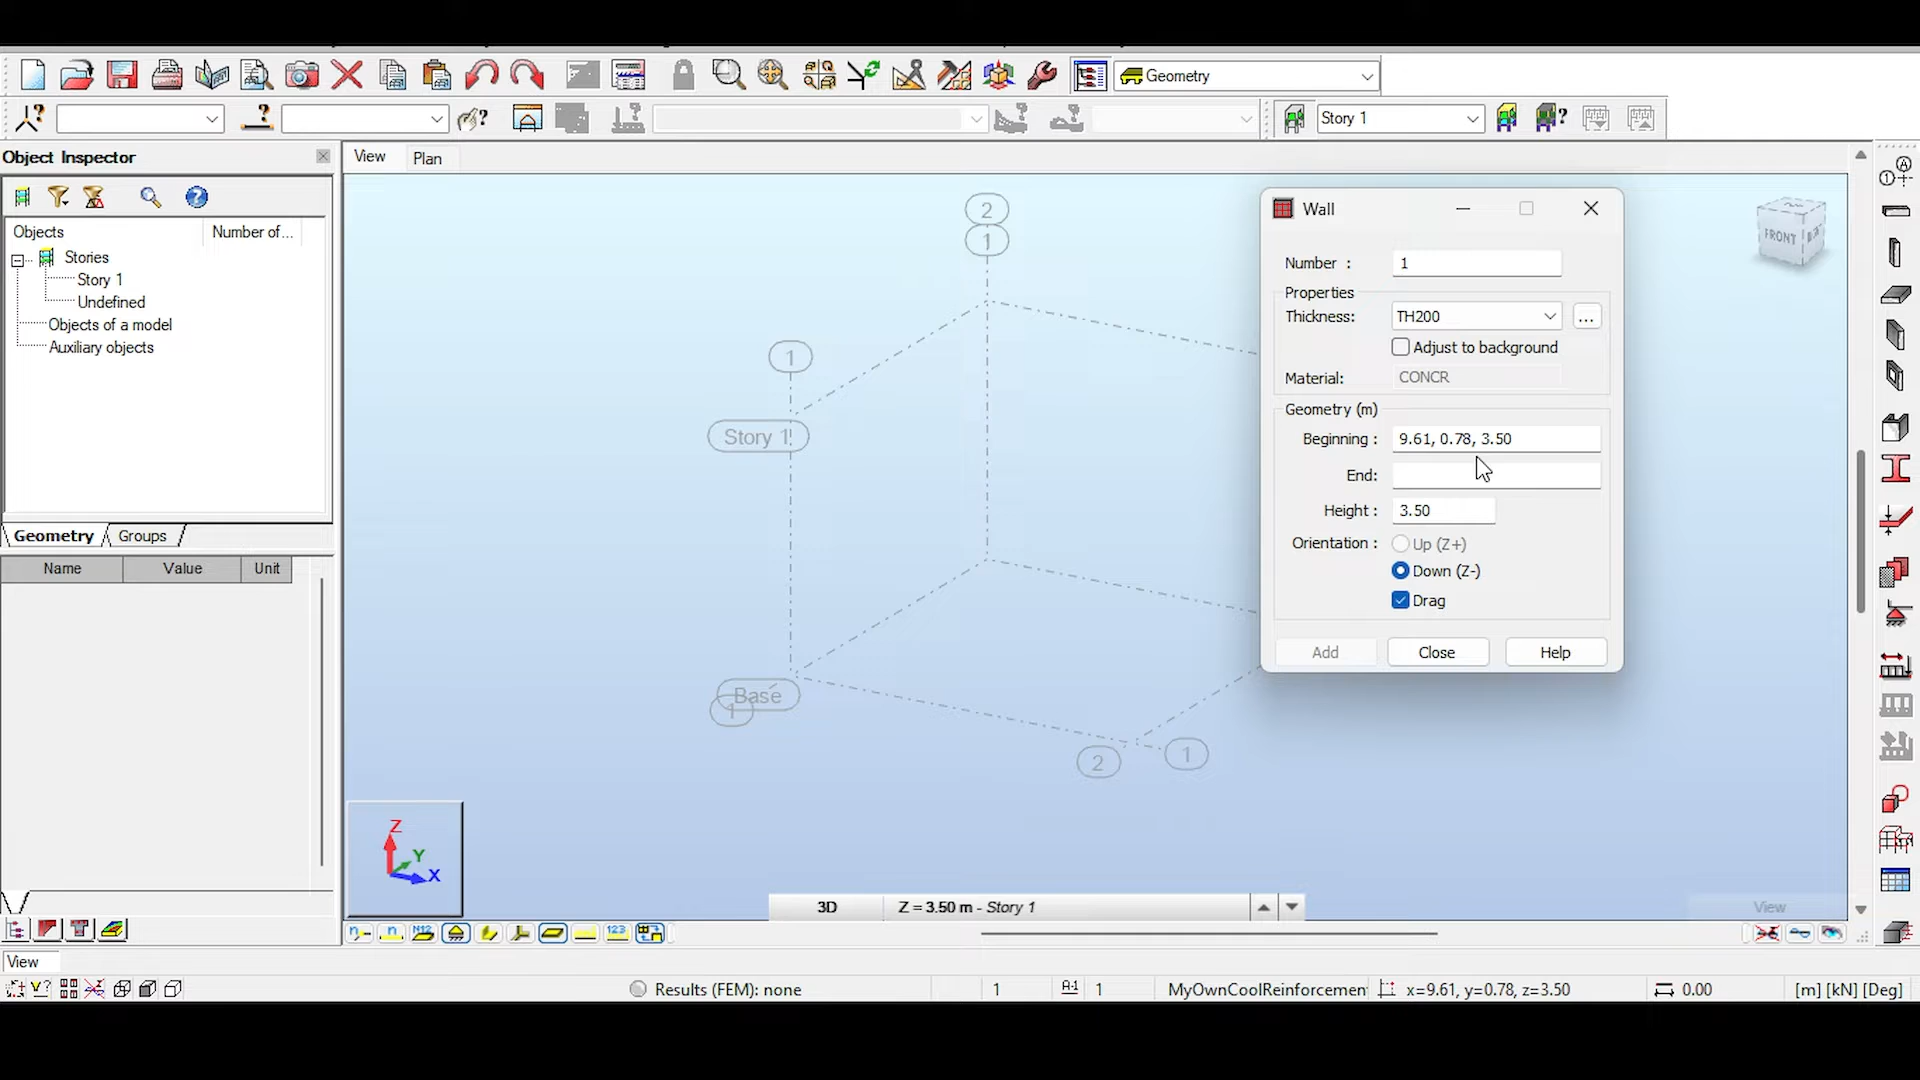 Geometry
Story 1
Object Inspector
View
Plan
Objects
Number of...
Stories
Story 1
Undefined
Objects of a model
Auxiliary objects
Geometry
Groups
Name
Value
Unit
2
1
1
Story 1
Base
1
2
1
FRONT
Wall
Number :
1
Properties
Thickness:
TH200
...
Adjust to background
Material:
CONCR
Geometry (m)
Beginning :
9.61, 0.78, 3.50
End:
Height :
3.50
Orientation :
Up (Z+)
Down (Z-)
Drag
Add
Close
Help
Z
Y
X
3D
Z = 3.50 m - Story 1
View
View
Results (FEM): none
1
1
MyOwnCoolReinforcemen
x=9.61, y=0.78, z=3.50
0.00
[m] [kN] [Deg]